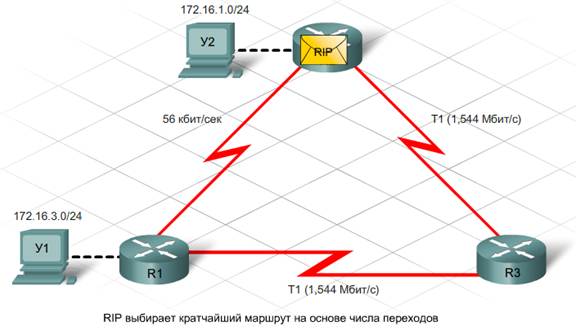 172.16.1.0/24
У2
RIP
56 кбит/сек
T1 (1,544 Мбит/с)
172.16.3.0/24
У1
R1
R3
T1 (1,544 Мбит/с)
RIP выбирает кратчайший маршрут на основе числа переходов